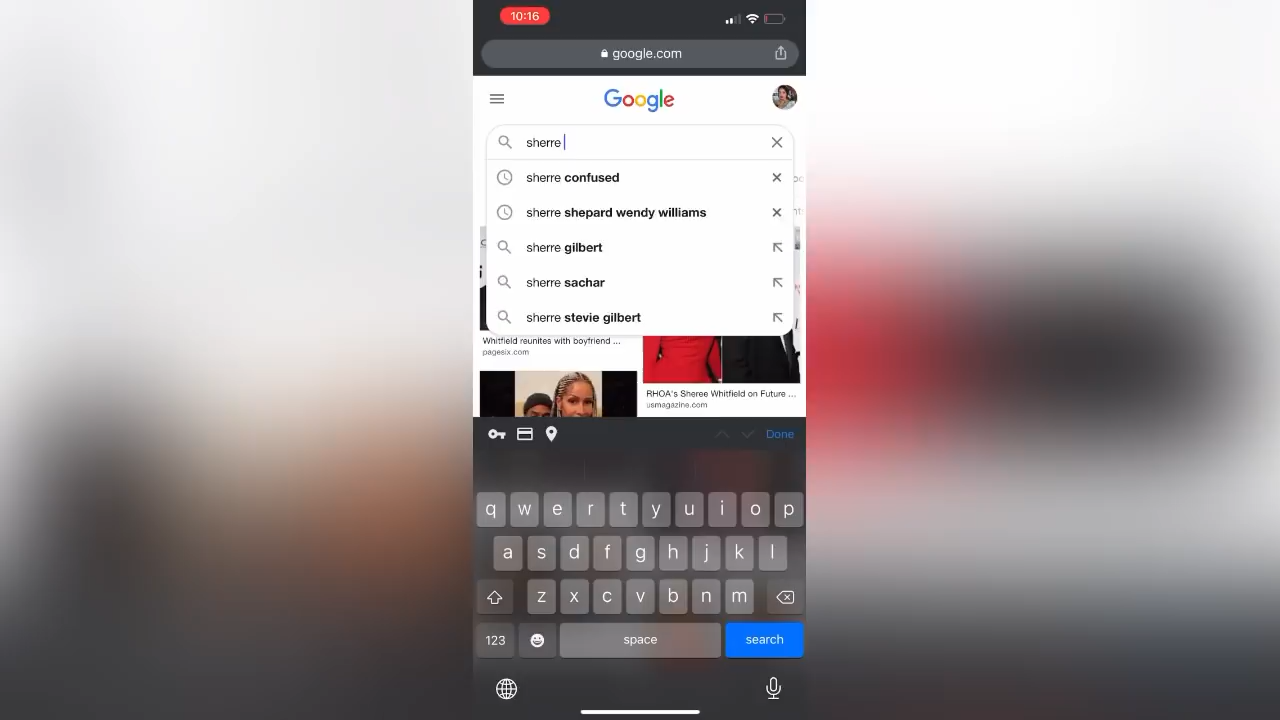 10:16
google.com
Google
sherre
sherre confused
sherre shepard wendy williams
sherre gilbert
sherre sachar
sherre stevie gilbert
Whitfield reunites with boyfriend ...
pagesix.com
RHOA's Sheree Whitfield on Future ...
usmagazine.com
Done
q w e r t y u i o p
a s d f g h j k l
z x c v b n m
123 space search